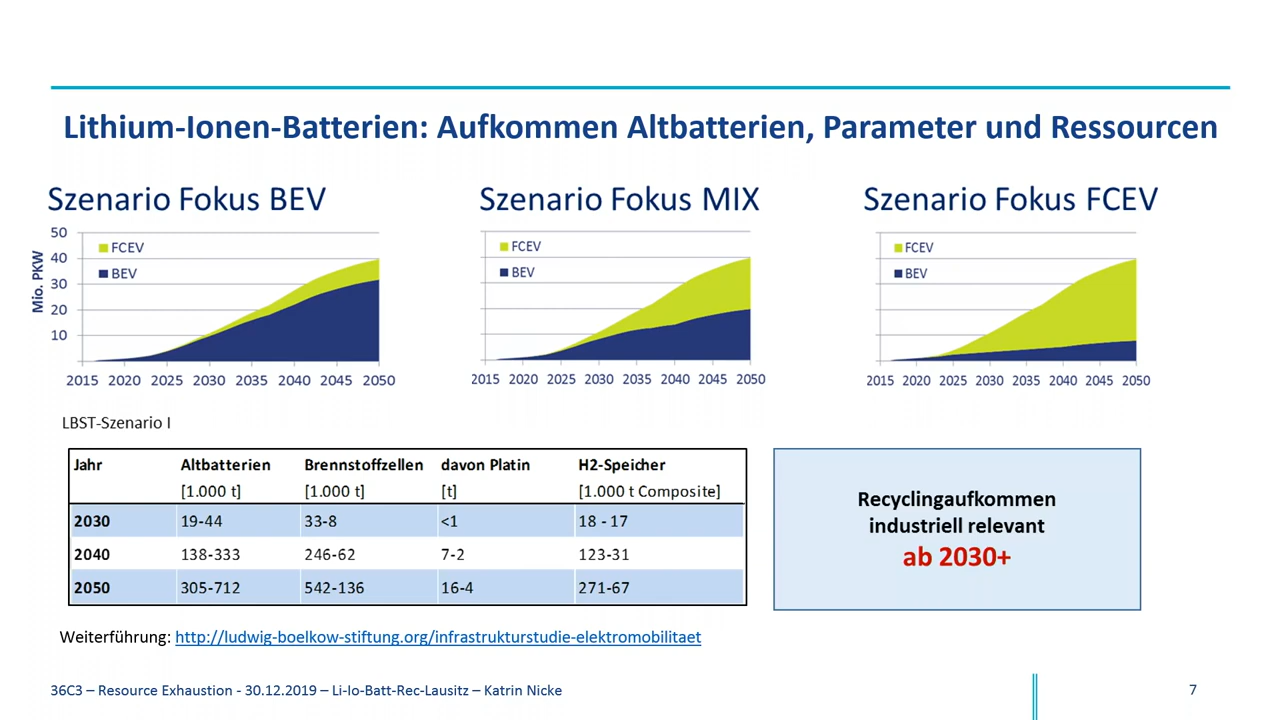 Lithium-Ionen-Batterien: Aufkommen Altbatterien, Parameter und Ressourcen
Szenario Fokus BEV
50
40
30
20
10
Mio. PKW
FCEV
BEV
2015 2020 2025 2030 2035 2040 2045 2050
Szenario Fokus MIX
FCEV
BEV
2015 2020 2025 2030 2035 2040 2045 2050
Szenario Fokus FCEV
FCEV
BEV
2015 2020 2025 2030 2035 2040 2045 2050
LBST-Szenario I
Jahr Altbatterien Brennstoffzellen davon Platin H2-Speicher
[1.000 t] [1.000 t] [t] [1.000 t Composite]
2030 19-44 33-8 <1 18 - 17
2040 138-333 246-62 7-2 123-31
2050 305-712 542-136 16-4 271-67
Recyclingaufkommen
industriell relevant
ab 2030+
Weiterführung: http://ludwig-boelkow-stiftung.org/infrastrukturstudie-elektromobilitaet
36C3 – Resource Exhaustion - 30.12.2019 – Li-Io-Batt-Rec-Lausitz – Katrin Nicke
7